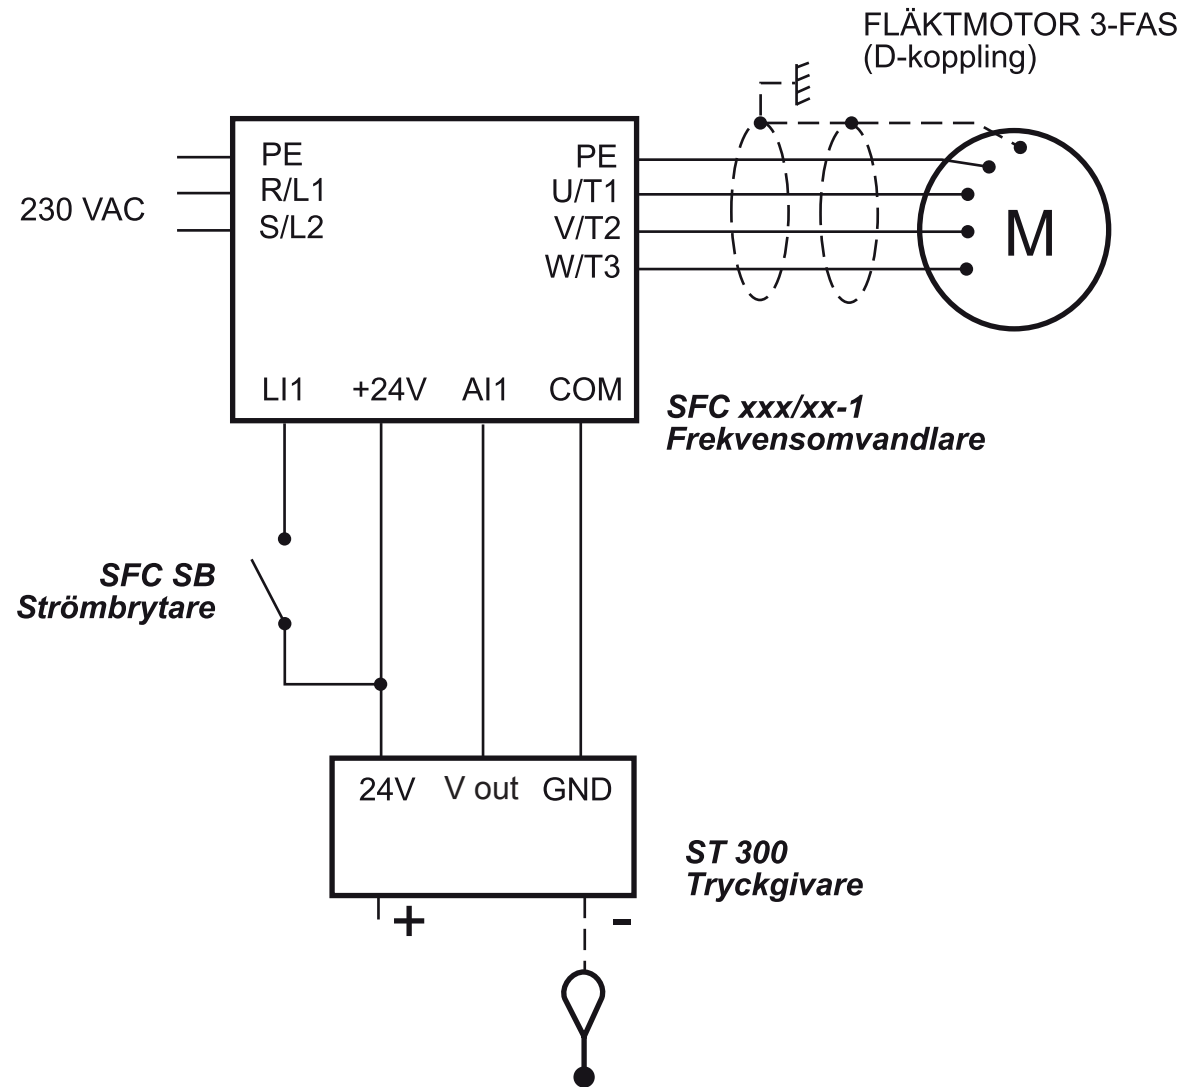 FLÄKTMOTOR 3-FAS
(D-koppling)
PE
R/L1
S/L2
230 VAC
PE
U/T1
V/T2
W/T3
M
LI1 +24V AI1 COM
SFC xxx/xx-1
Frekvensomvandlare
SFC SB
Strömbrytare
24V V out GND
ST 300
Tryckgivare
+ -